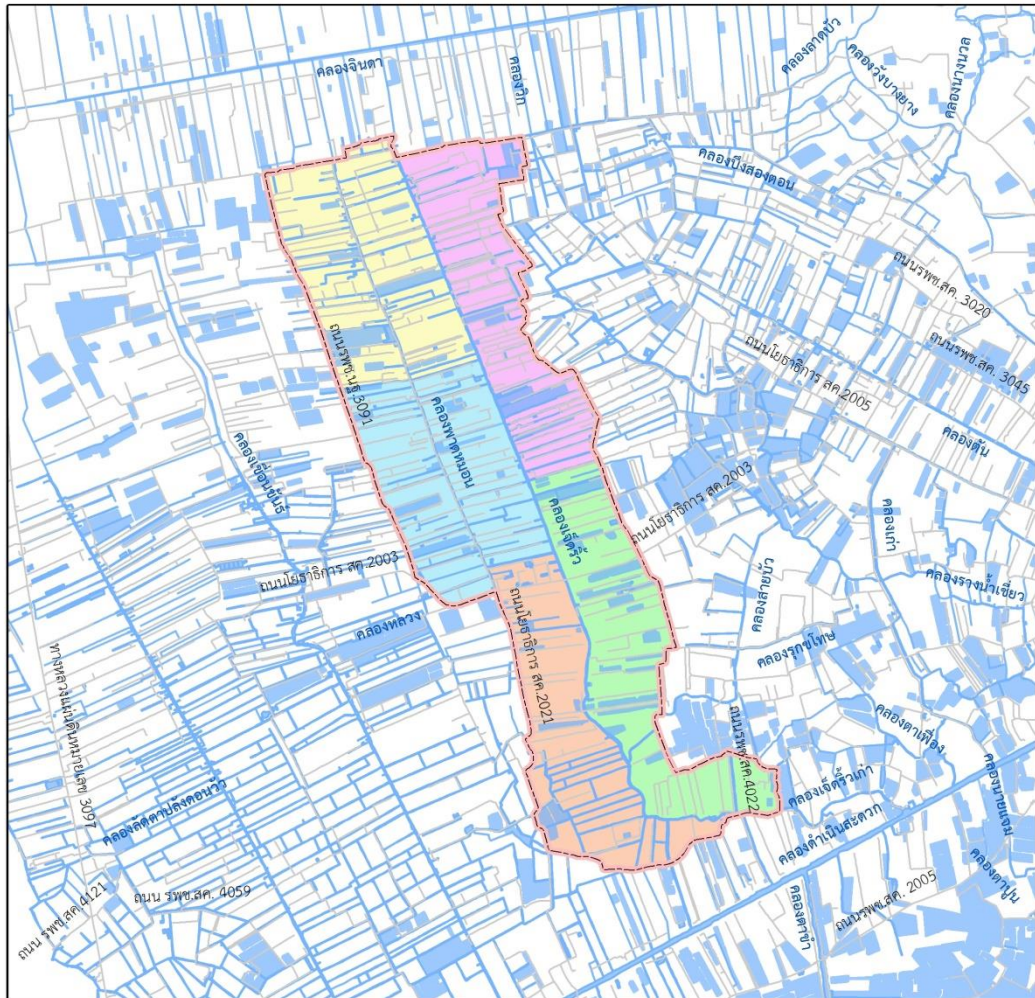 คลองจินดา
คลองวัก
คลองลาดบัว
คลองวังบางยาง
คลองนางนวล
คลองบึงสองตอน
ถนนรพช.สค. 3020
ถนนรพช.สค. 3045
ถนนโยธาธิการ สค.2005
คลองตัน
ถนนรพช.นฐ.3091
คลองพาดหมอน
คลองเขื่อนขันธ์
ถนนโยธาธิการ สค.2003
คลองเจ็ดริ้ว
คลองเก่า
ถนนโยธาธิการ สค.2003
คลองรางน้ำเขียว
คลองสายบัว
คลองหลวง
ถนนโยธาธิการ สค.2021
คลองรุกขโทษ
ทางหลวงแผ่นดินหมายเลข 3097
คลองตาเฟื่อง
ถนนรพช.สค.4022
คลองเจ็ดริ้วเก่า
คลองนายแจม
คลองลัดตาปลั่งดอนวัว
คลองดำเนินสะดวก
คลองตาปูน
ถนน รพช.สค. 4059
ถนน รพช.สค.4121
คลองตาขำ
ถนนรพช.สค. 2005